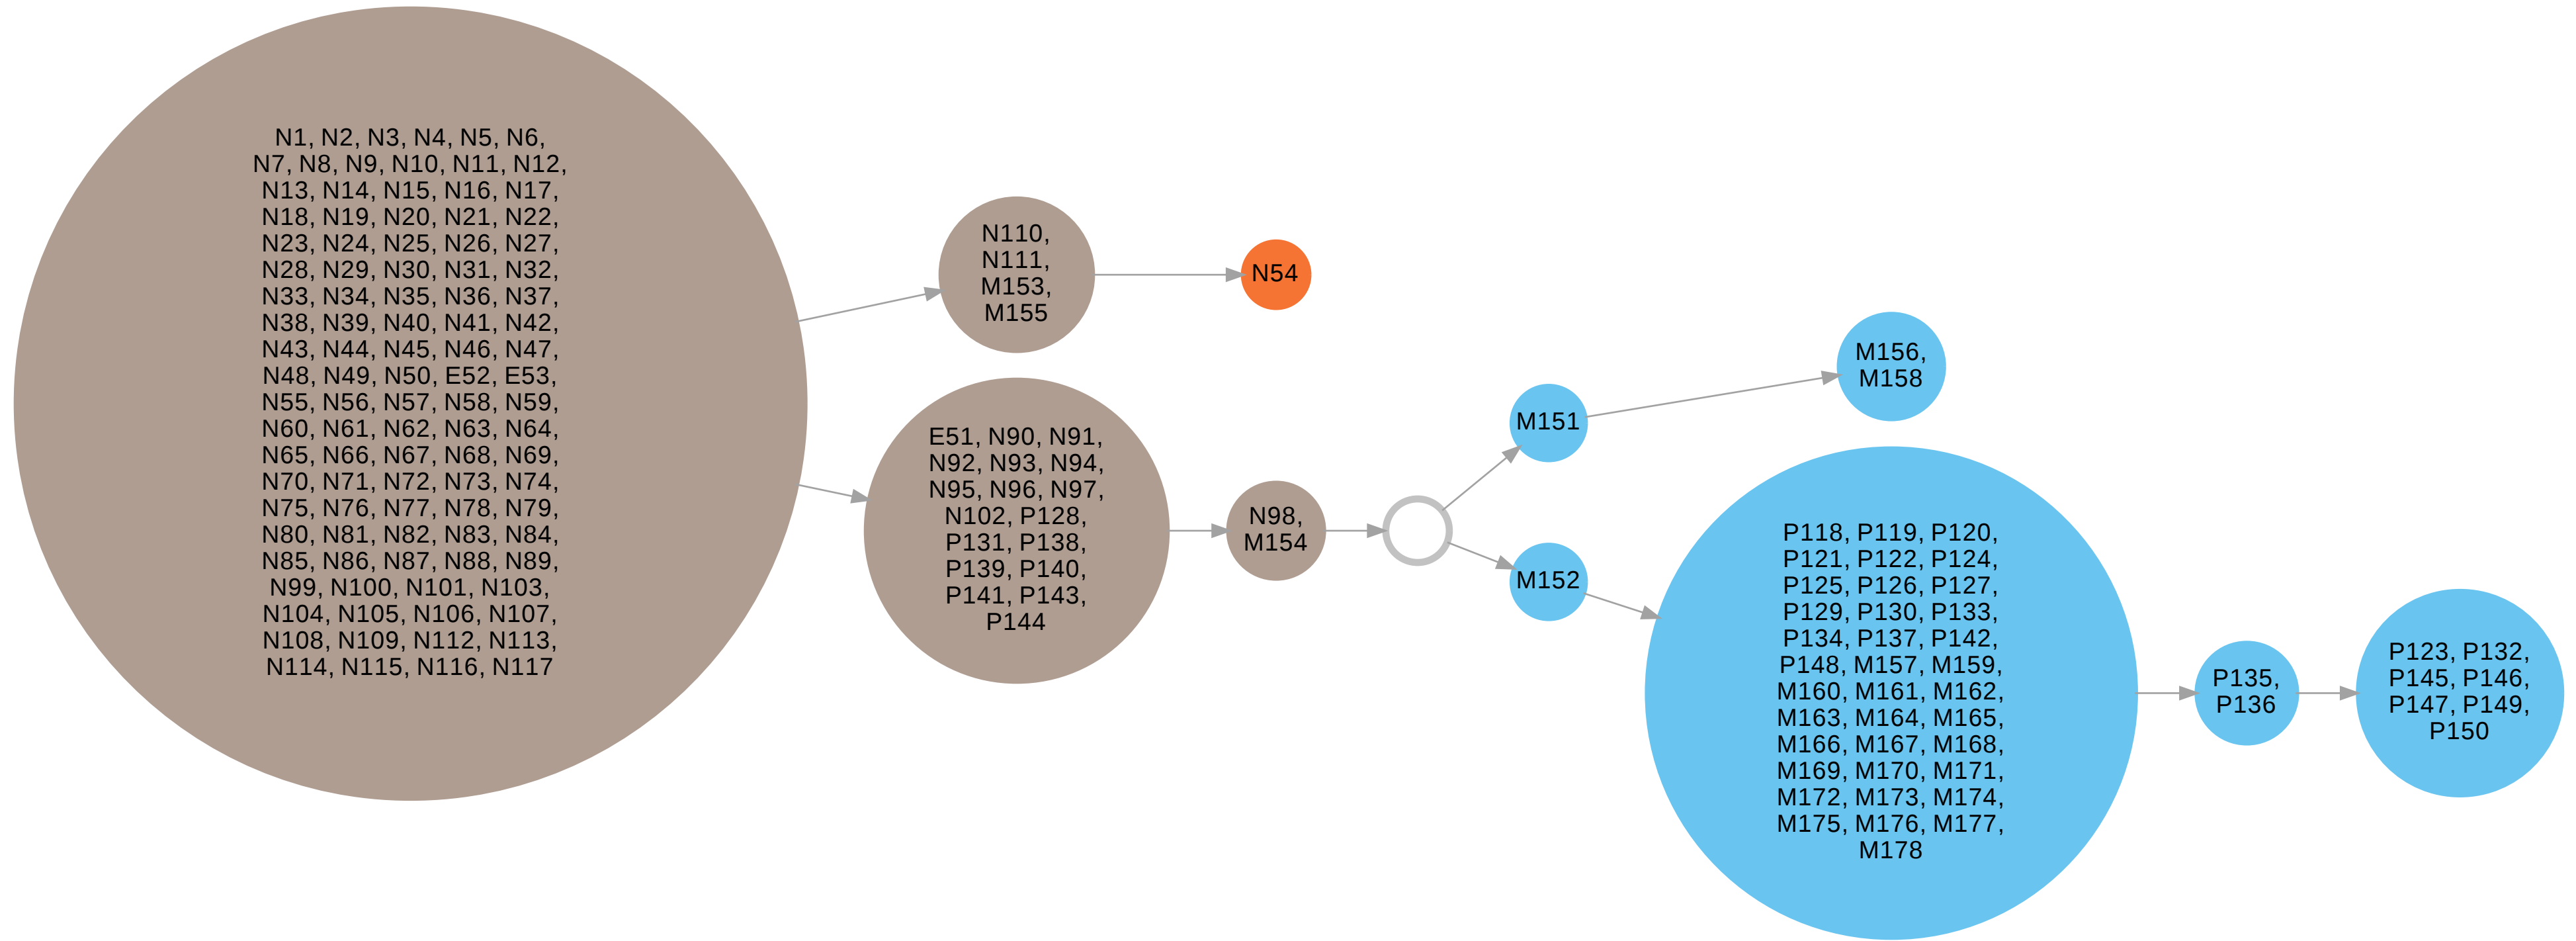 N1, N2, N3, N4, N5, N6,
N7, N8, N9, N10, N11, N12,
N13, N14, N15, N16, N17,
N18, N19, N20, N21, N22,
N23, N24, N25, N26, N27,
N28, N29, N30, N31, N32,
N33, N34, N35, N36, N37,
N38, N39, N40, N41, N42,
N43, N44, N45, N46, N47,
N48, N49, N50, E52, E53,
N55, N56, N57, N58, N59,
N60, N61, N62, N63, N64,
N65, N66, N67, N68, N69,
N70, N71, N72, N73, N74,
N75, N76, N77, N78, N79,
N80, N81, N82, N83, N84,
N85, N86, N87, N88, N89,
N99, N100, N101, N103,
N104, N105, N106, N107,
N108, N109, N112, N113,
N114, N115, N116, N117
N110,
N111,
M153,
M155
N54
E51, N90, N91,
N92, N93, N94,
N95, N96, N97,
N102, P128,
P131, P138,
P139, P140,
P141, P143,
P144
N98,
M154
M151
M152
M156,
M158
P118, P119, P120,
P121, P122, P124,
P125, P126, P127,
P129, P130, P133,
P134, P137, P142,
P148, M157, M159,
M160, M161, M162,
M163, M164, M165,
M166, M167, M168,
M169, M170, M171,
M172, M173, M174,
M175, M176, M177,
M178
P135,
P136
P123, P132,
P145, P146,
P147, P149,
P150